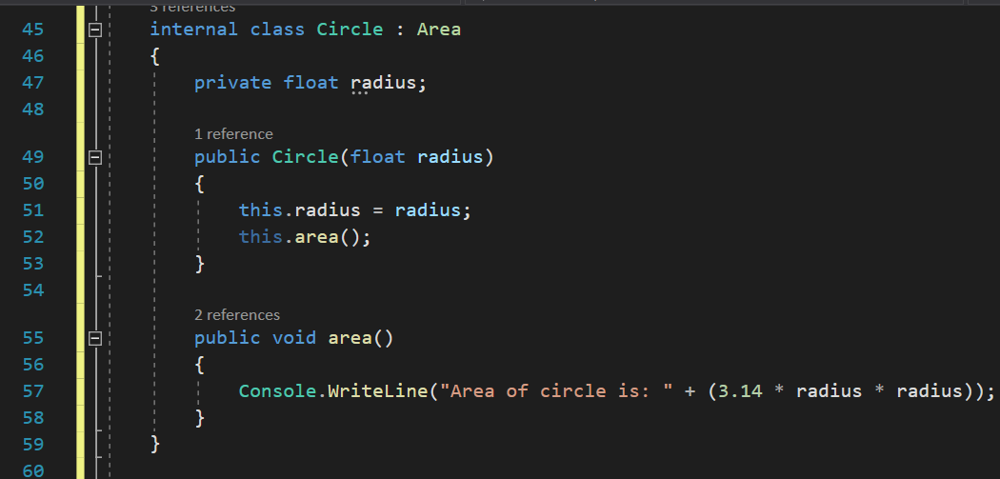 3 references
45 internal class Circle : Area
46 {
47 private float radius;
48
1 reference
49 public Circle(float radius)
50 {
51 this.radius = radius;
52 this.area();
53 }
54
2 references
55 public void area()
56 {
57 Console.WriteLine("Area of circle is: " + (3.14 * radius * radius));
58 }
59 }
60